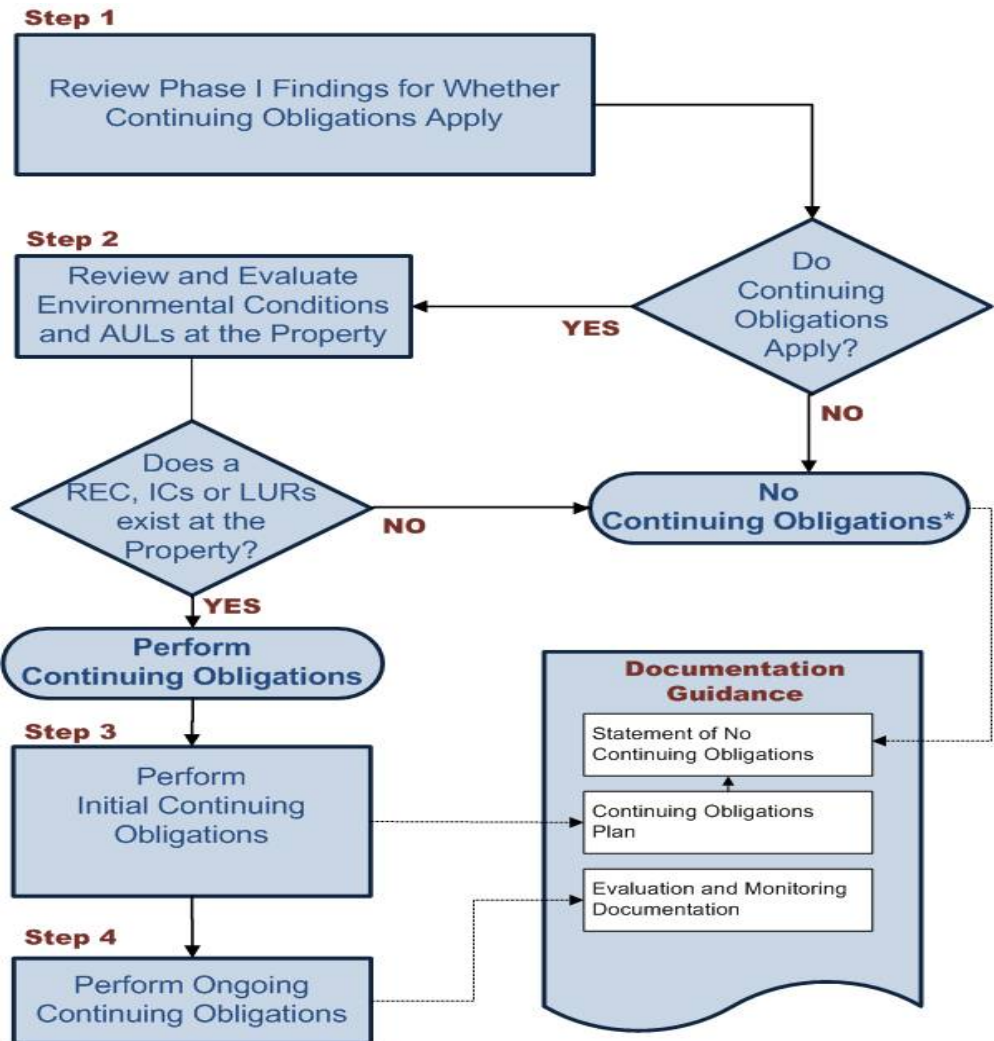 Step 1
Review Phase I Findings for Whether
Continuing Obligations Apply
Do
Continuing
Obligations
Apply?
YES
NO
Step 2
Review and Evaluate
Environmental Conditions
and AULs at the Property
Does a
REC, ICs or LURs
exist at the
Property?
NO
YES
No
Continuing Obligations*
Perform
Continuing Obligations
Step 3
Perform
Initial Continuing
Obligations
Step 4
Perform Ongoing
Continuing Obligations
Documentation
Guidance
Statement of No
Continuing Obligations
Continuing Obligations
Plan
Evaluation and Monitoring
Documentation